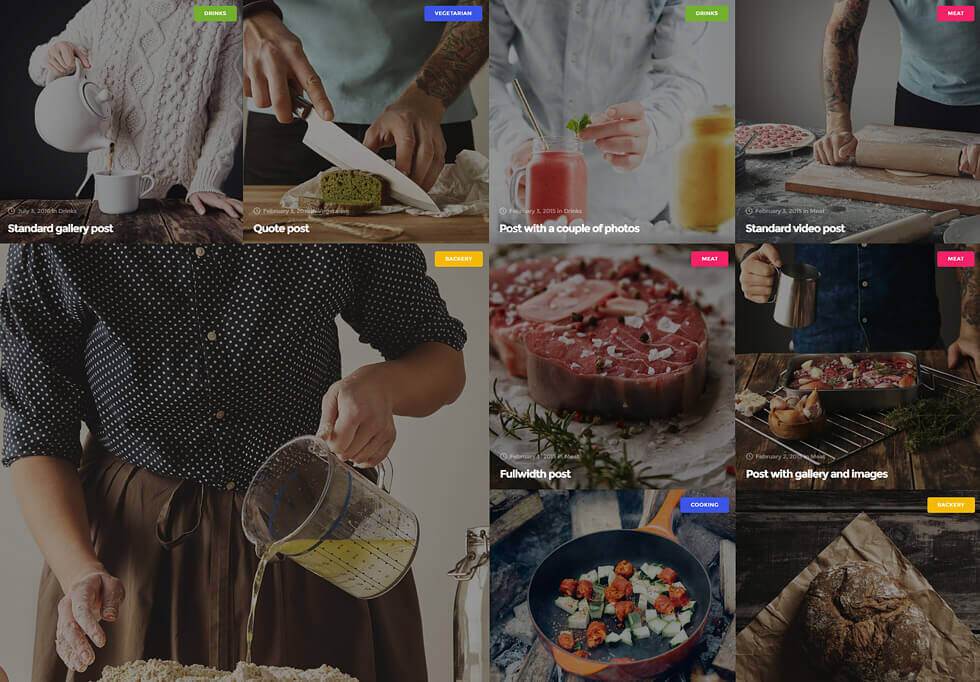 DRINKS
July 3, 2016 in Drinks
Standard gallery post
VEGETARIAN
February 3, 2015 in Vegetarian
Quote post
DRINKS
February 3, 2015 in Drinks
Post with a couple of photos
MEAT
February 3, 2015 in Meat
Standard video post
BACKERY
MEAT
February 3, 2015 in Meat
Fullwidth post
MEAT
February 2, 2015 in Meat
Post with gallery and images
COOKING
BACKERY